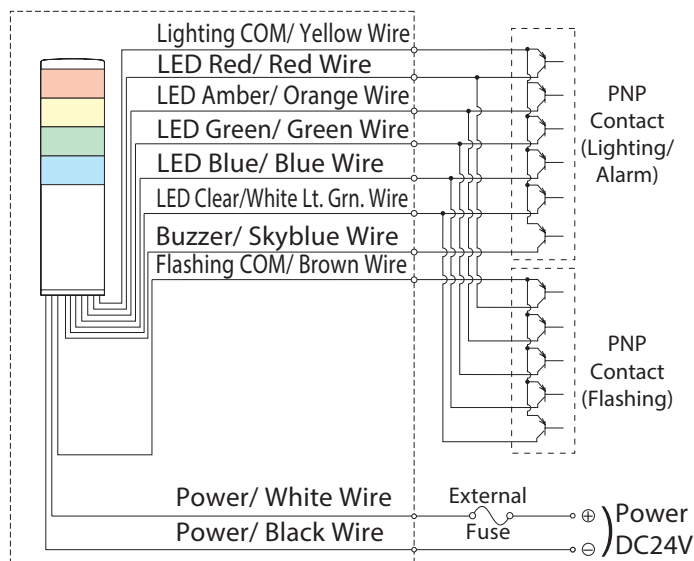 Lighting COM/ Yellow Wire
LED Red/ Red Wire
LED Amber/ Orange Wire
LED Green/ Green Wire
LED Blue/ Blue Wire
LED Clear/White Lt. Grn. Wire
Buzzer/ Skyblue Wire
Flashing COM/ Brown Wire
PNP
Contact
(Lighting/
Alarm)
PNP
Contact
(Flashing)
Power/ White Wire
Power/ Black Wire
External
Fuse
⊕
⊖
Power
DC24V